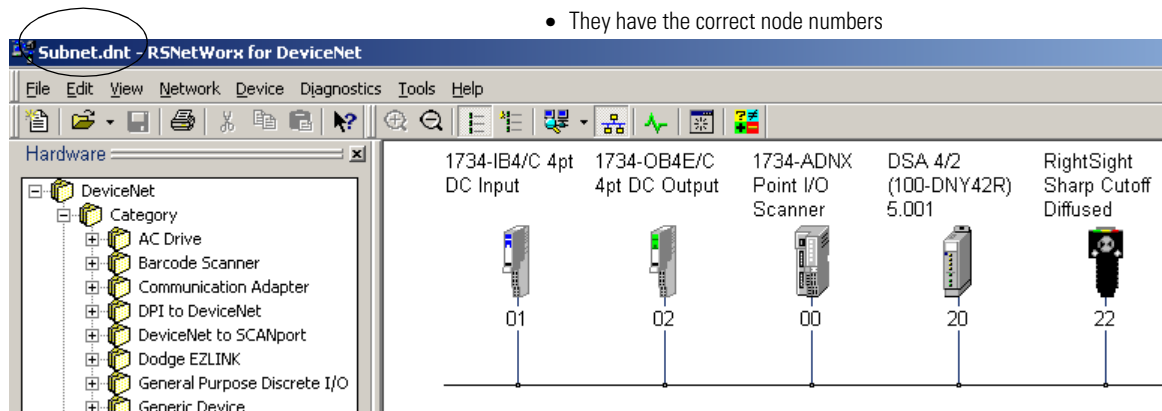 • They have the correct node numbers
Subnet.dnt - RSNetWorx for DeviceNet
File Edit View Network Device Diagnostics Tools Help
Hardware
DeviceNet
Category
AC Drive
Barcode Scanner
Communication Adapter
DPI to DeviceNet
DeviceNet to SCANport
Dodge EZLINK
General Purpose Discrete I/O
Generic Device
1734-IB4/C 4pt
DC Input
01
1734-OB4E/C
4pt DC Output
02
1734-ADNX
Point I/O
Scanner
00
DSA 4/2
(100-DNY42R)
5.001
20
RightSight
Sharp Cutoff
Diffused
22